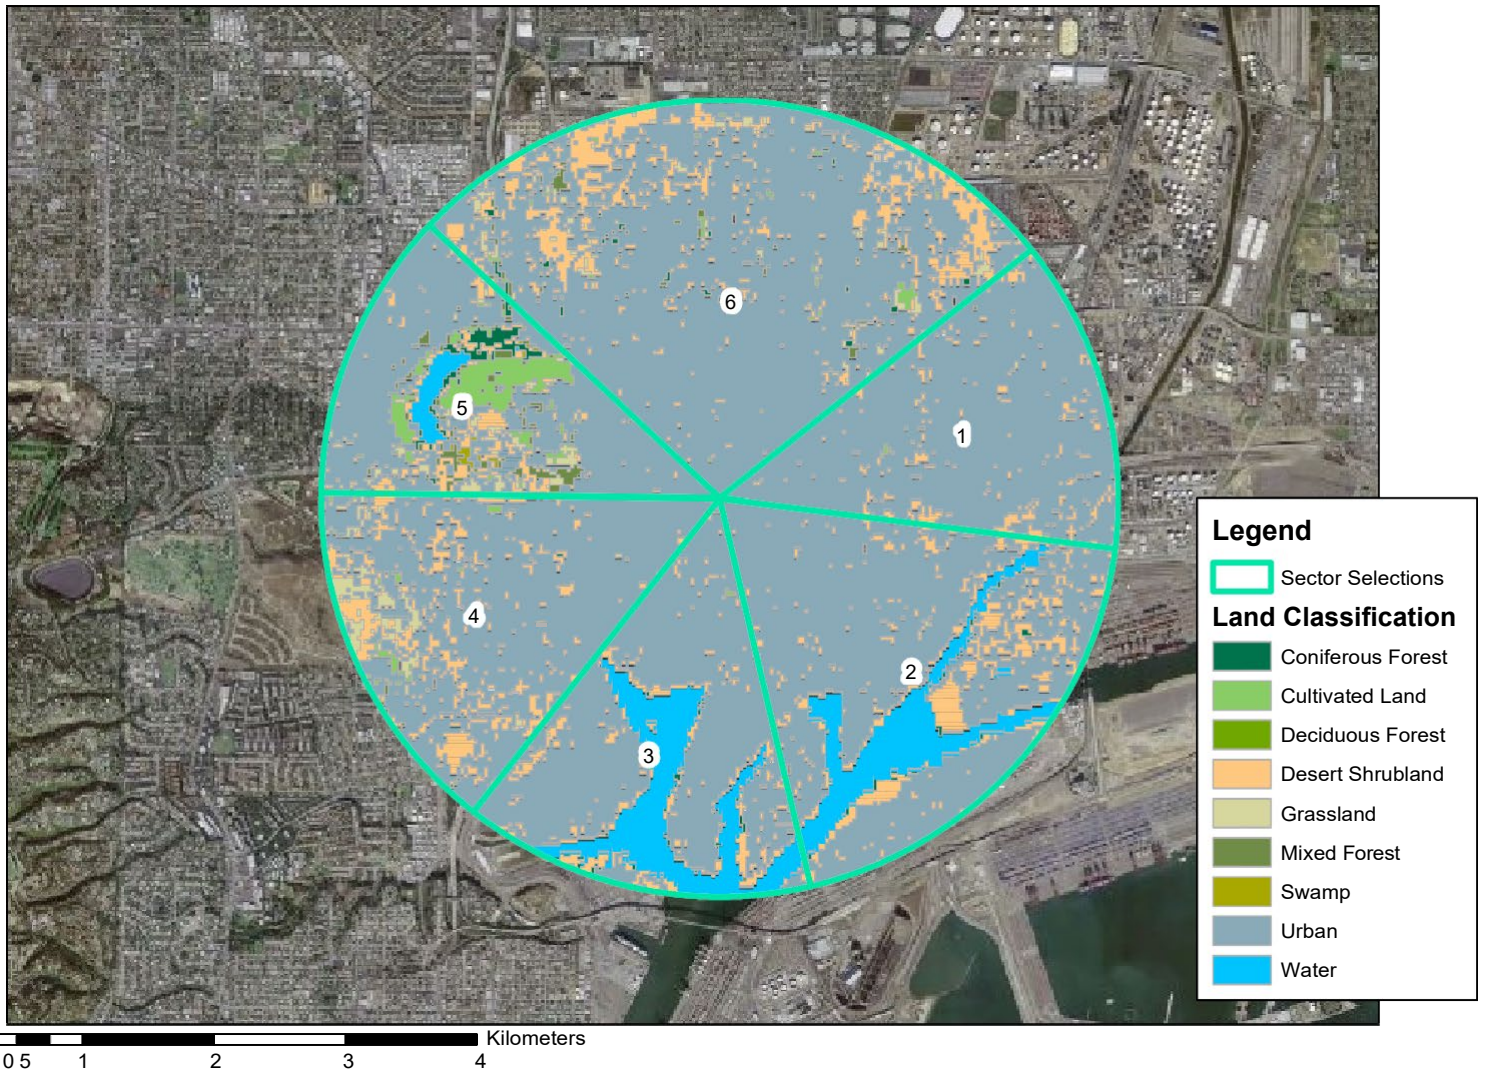 6
5
1
4
2
3
Legend
Sector Selections
Land Classification
Coniferous Forest
Cultivated Land
Deciduous Forest
Desert Shrubland
Grassland
Mixed Forest
Swamp
Urban
Water
Kilometers
0 5 1 2 3 4